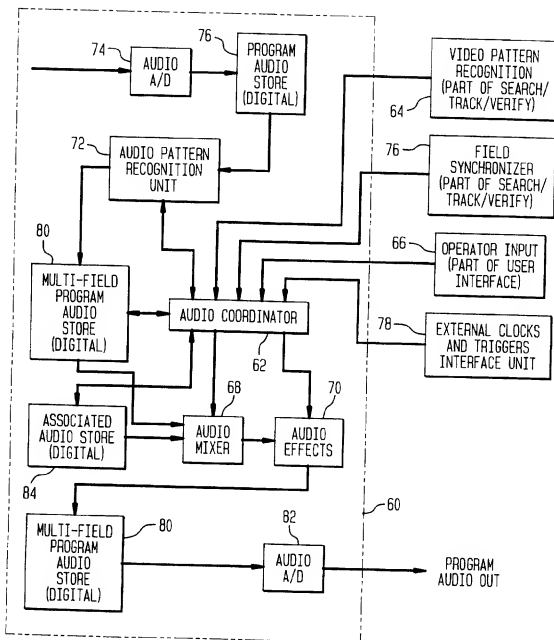 74
AUDIO
A/D
76
PROGRAM
AUDIO
STORE
(DIGITAL)
VIDEO PATTERN
RECOGNITION
(PART OF SEARCH/
TRACK/VERIFY)
64
72
AUDIO PATTERN
RECOGNITION
UNIT
76
FIELD
SYNCHRONIZER
(PART OF SEARCH/
TRACK/VERIFY)
80
MULTI-FIELD
PROGRAM
AUDIO
STORE
(DIGITAL)
66
OPERATOR INPUT
(PART OF USER
INTERFACE)
AUDIO COORDINATOR
62
78
EXTERNAL CLOCKS
AND TRIGGERS
INTERFACE UNIT
ASSOCIATED
AUDIO STORE
(DIGITAL)
84
68
AUDIO
MIXER
70
AUDIO
EFFECTS
80
MULTI-FIELD
PROGRAM
AUDIO
STORE
(DIGITAL)
82
AUDIO
A/D
60
PROGRAM
AUDIO OUT